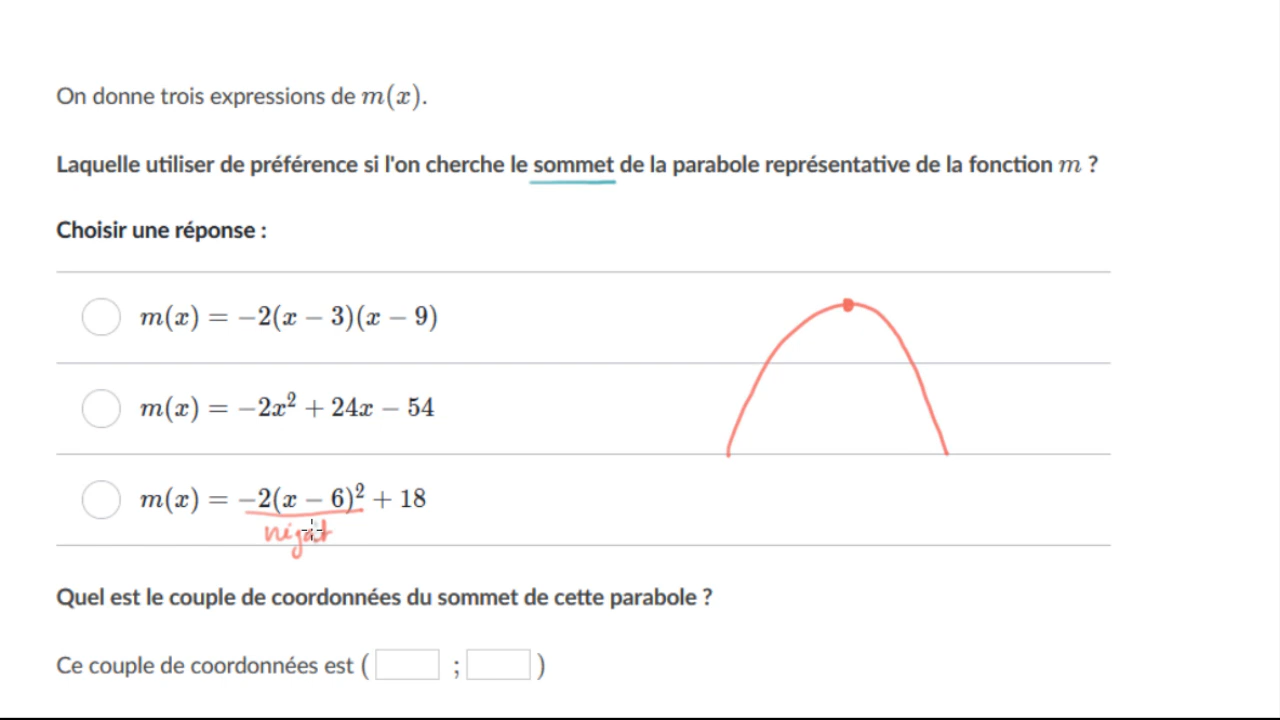 On donne trois expressions de m(x).
Laquelle utiliser de préférence si l'on cherche le sommet de la parabole représentative de la fonction m ?
Choisir une réponse :
m(x) = −2(x − 3)(x − 9)
m(x) = −2x² + 24x − 54
m(x) = −2(x − 6)² + 18
Quel est le couple de coordonnées du sommet de cette parabole ?
Ce couple de coordonnées est ( ; )